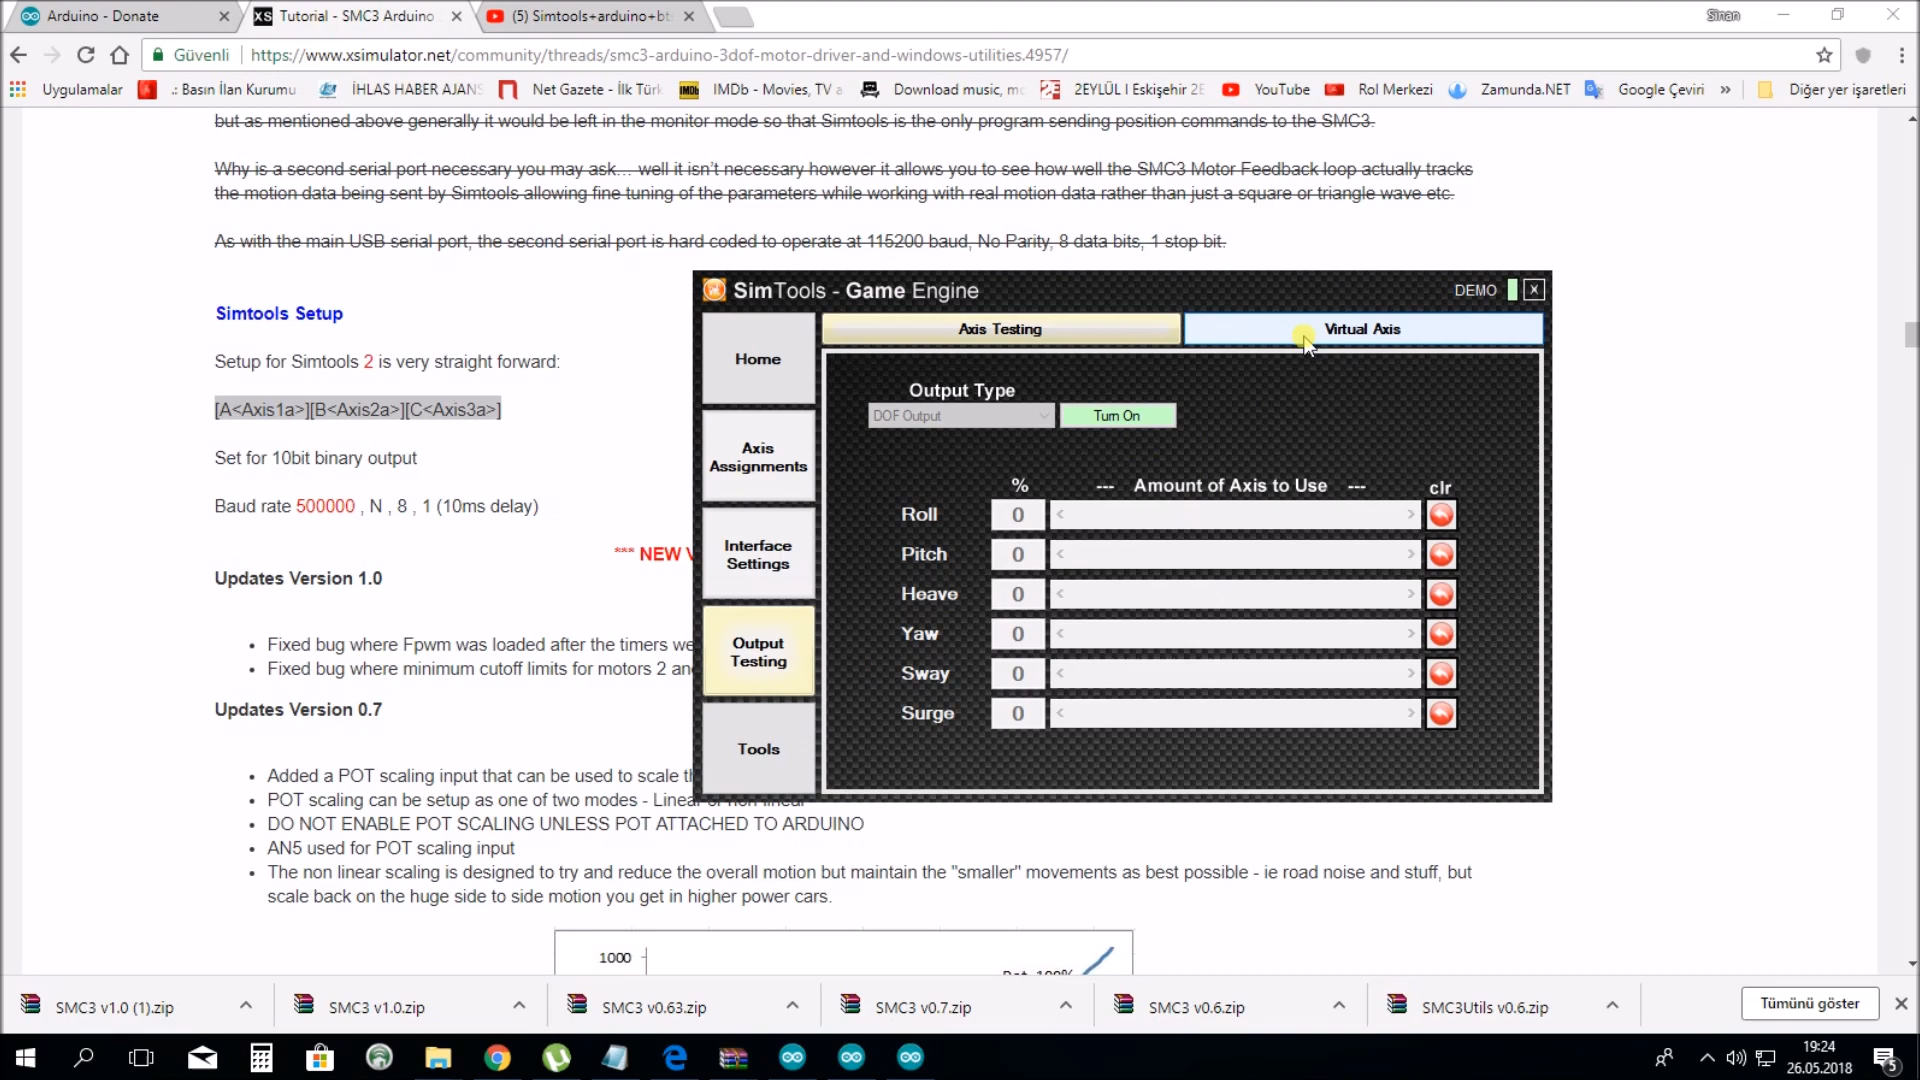 Arduino - Donate
Tutorial - SMC3 Arduino
(5) Simtools+arduino+bt
Sinan
Güvenli
https://www.xsimulator.net/community/threads/smc3-arduino-3dof-motor-driver-and-windows-utilities.4957/
Uygulamalar
.: Basın İlan Kurumu
İHLAS HABER AJANS
Net Gazete - İlk Türk
IMDb
IMDb - Movies, TV a
Download music, mo
2EYLÜL I Eskişehir 2E
YouTube
Rol Merkezi
Zamunda.NET
Google Çeviri
»
Diğer yer işaretleri
but as mentioned above generally it would be left in the monitor mode so that Simtools is the only program sending position commands to the SMC3.
Why is a second serial port necessary you may ask… well it isn't necessary however it allows you to see how well the SMC3 Motor Feedback loop actually tracks
the motion data being sent by Simtools allowing fine tuning of the parameters while working with real motion data rather than just a square or triangle wave etc.
As with the main USB serial port, the second serial port is hard coded to operate at 115200 baud, No Parity, 8 data bits, 1 stop bit.
Simtools Setup
Setup for Simtools 2 is very straight forward:
[A<Axis1a>][B<Axis2a>][C<Axis3a>]
Set for 10bit binary output
Baud rate 500000 , N , 8 , 1 (10ms delay)
*** NEW V
Updates Version 1.0
• Fixed bug where Fpwm was loaded after the timers we
• Fixed bug where minimum cutoff limits for motors 2 an
Updates Version 0.7
• Added a POT scaling input that can be used to scale th
• POT scaling can be setup as one of two modes - Linear or non linear
• DO NOT ENABLE POT SCALING UNLESS POT ATTACHED TO ARDUINO
• AN5 used for POT scaling input
• The non linear scaling is designed to try and reduce the overall motion but maintain the "smaller" movements as best possible - ie road noise and stuff, but
scale back on the huge side to side motion you get in higher power cars.
1000
Pot 100%
SimTools - Game Engine
DEMO
X
Home
Axis Assignments
Interface Settings
Output Testing
Tools
Axis Testing
Virtual Axis
Output Type
DOF Output
Turn On
% --- Amount of Axis to Use --- clr
Roll 0
Pitch 0
Heave 0
Yaw 0
Sway 0
Surge 0
SMC3 v1.0 (1).zip
SMC3 v1.0.zip
SMC3 v0.63.zip
SMC3 v0.7.zip
SMC3 v0.6.zip
SMC3Utils v0.6.zip
Tümünü göster
19:24
26.05.2018
5